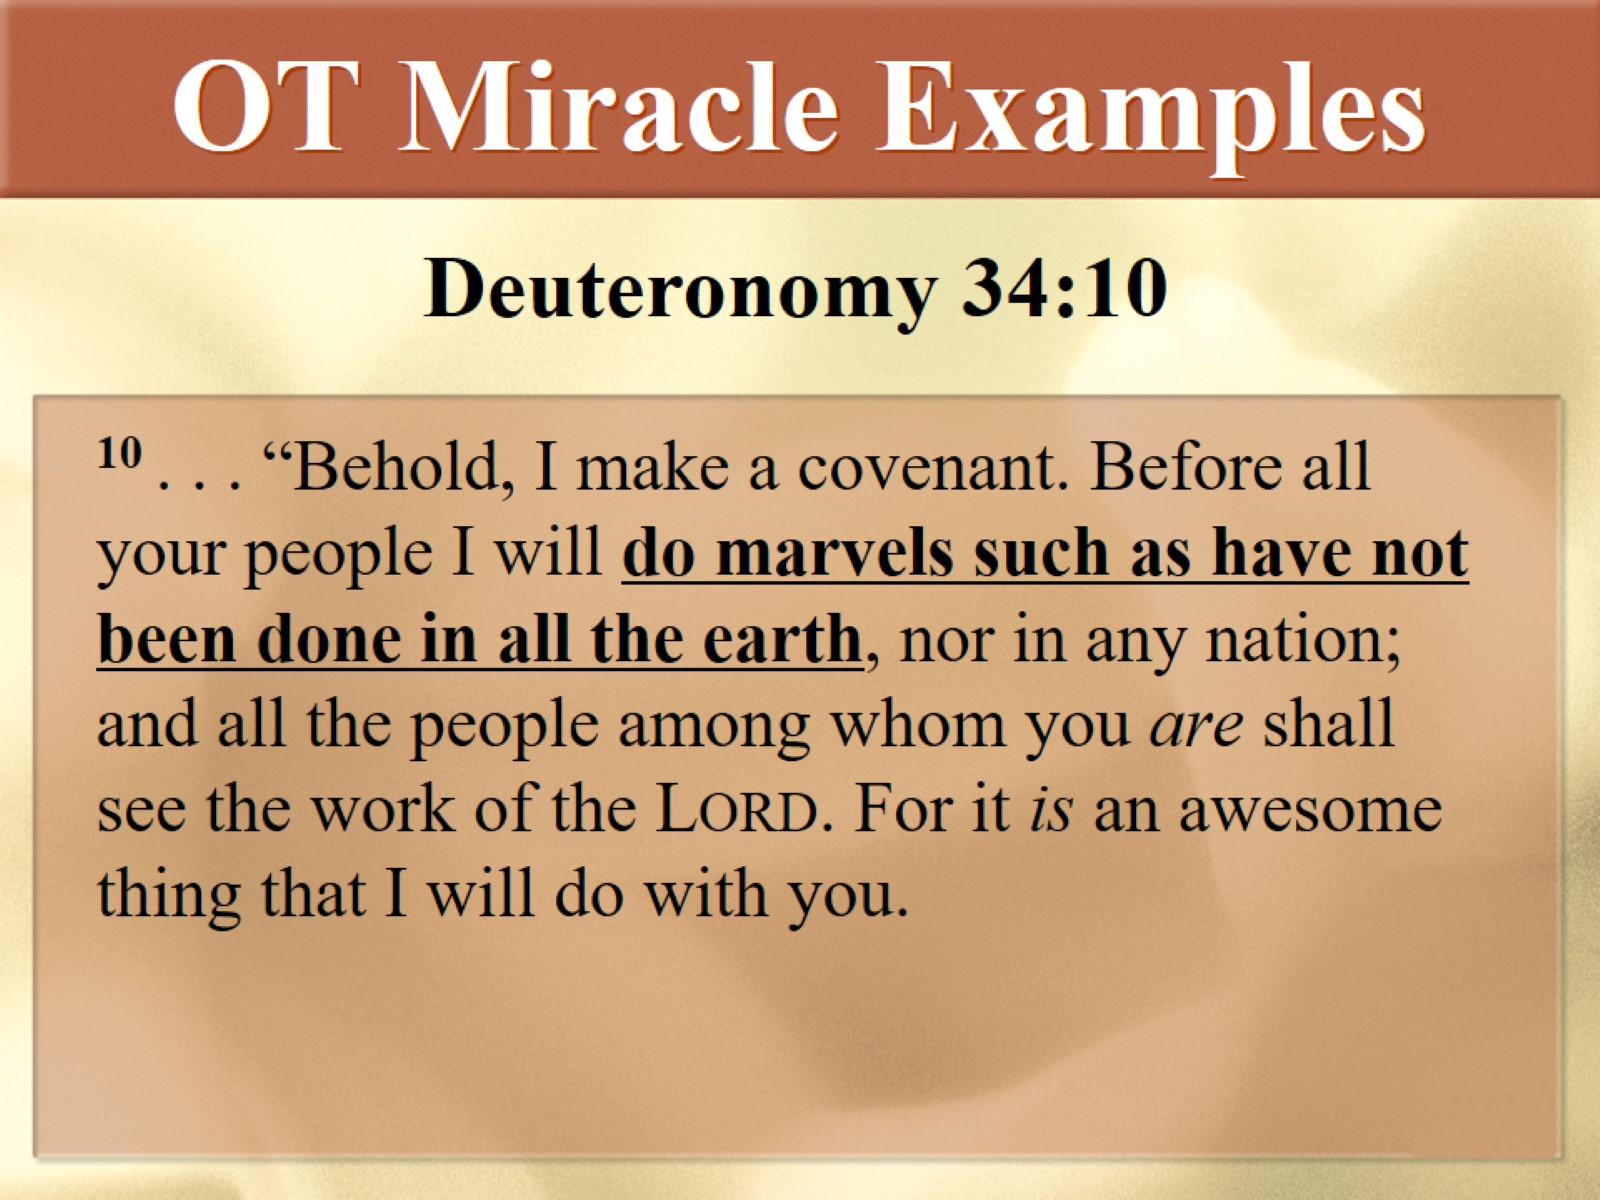 OT Miracle Examples
Deuteronomy 34:10
10 . . . “Behold, I make a covenant. Before all
your people I will do marvels such as have not
been done in all the earth, nor in any nation;
and all the people among whom you are shall
see the work of the LORD. For it is an awesome
thing that I will do with you.